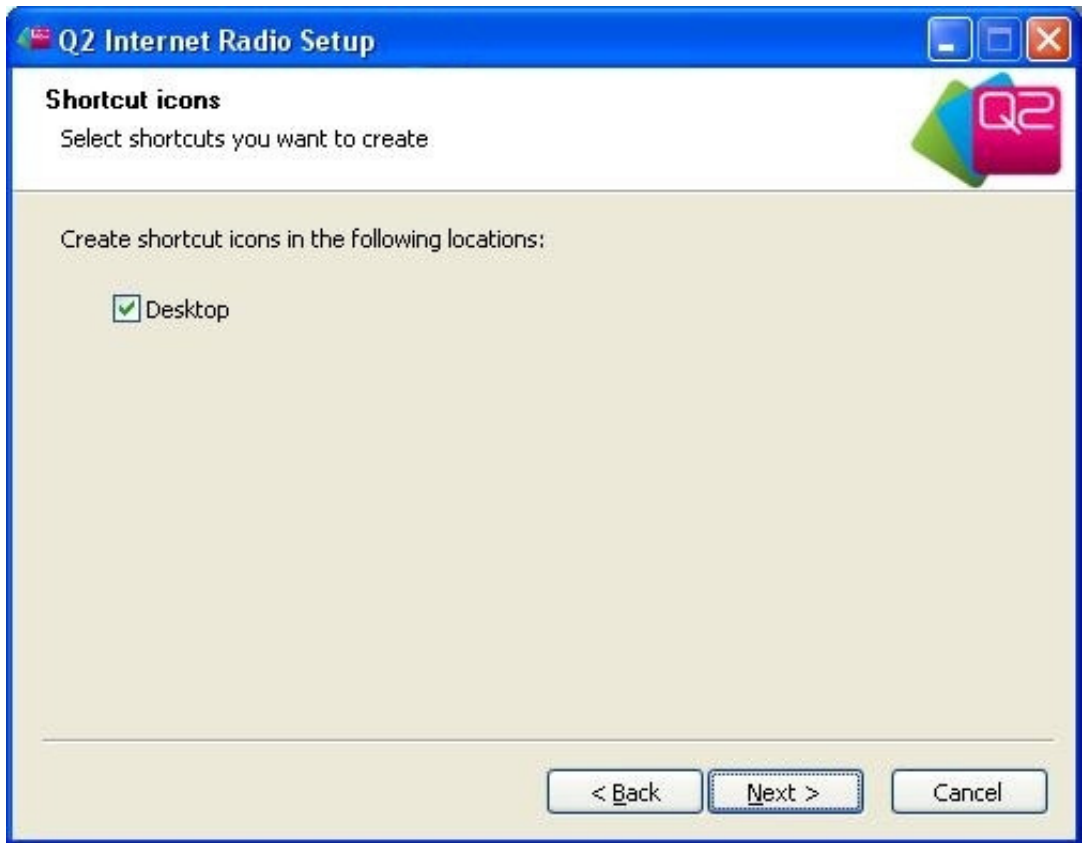 Q2 Internet Radio Setup
Shortcut icons
Select shortcuts you want to create
Q2
Create shortcut icons in the following locations:
Desktop
< Back Next > Cancel